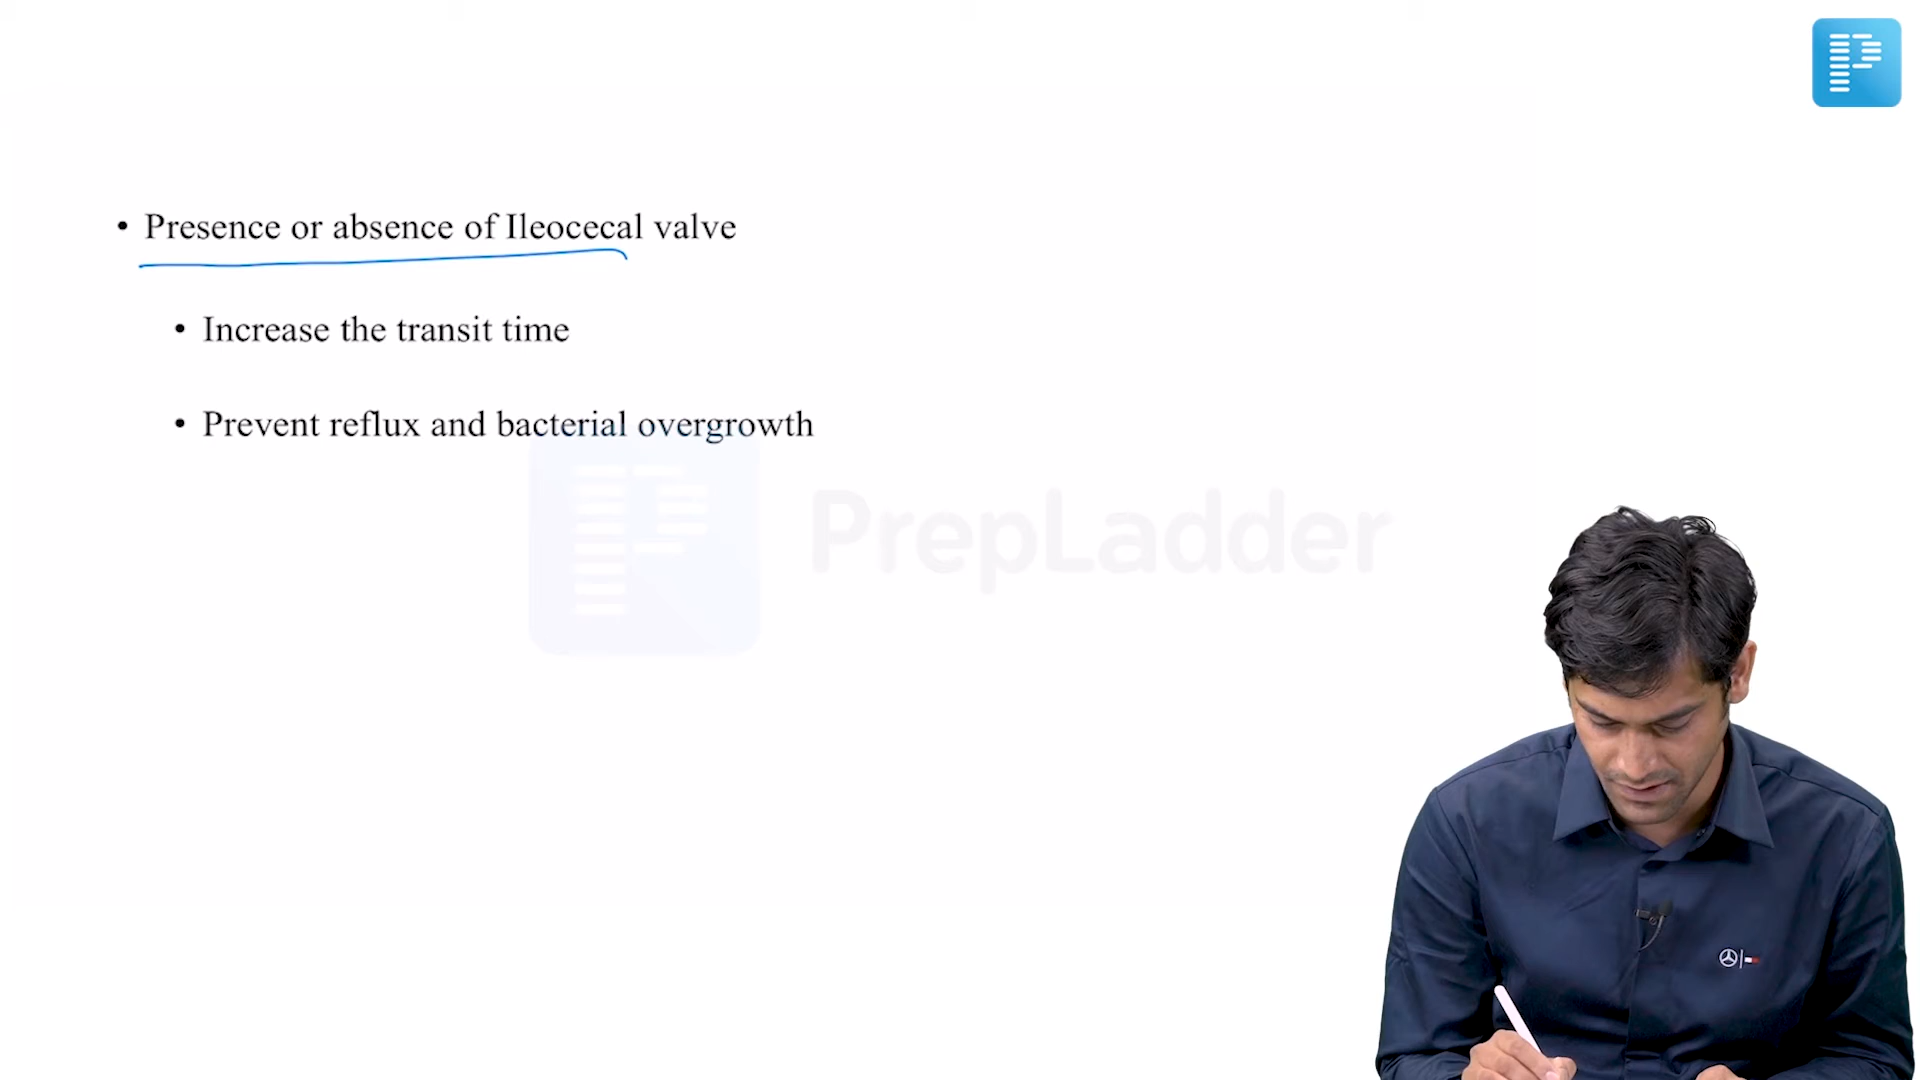 • Presence or absence of Ileocecal valve
• Increase the transit time
• Prevent reflux and bacterial overgrowth
PrepLadder